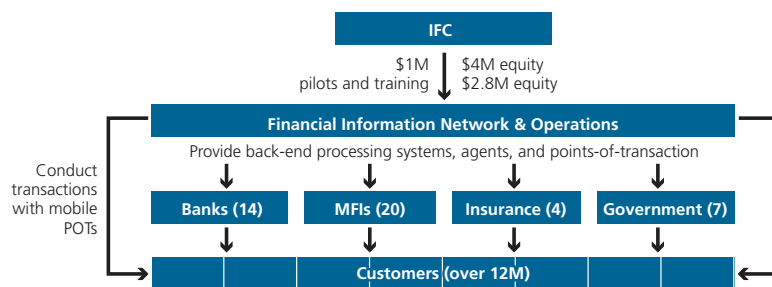 IFC
$1M
pilots and training
$4M equity
$2.8M equity
Financial Information Network & Operations
Provide back-end processing systems, agents, and points-of-transaction
Conduct
transactions
with mobile
POTs
Banks (14)
MFIs (20)
Insurance (4)
Government (7)
Customers (over 12M)